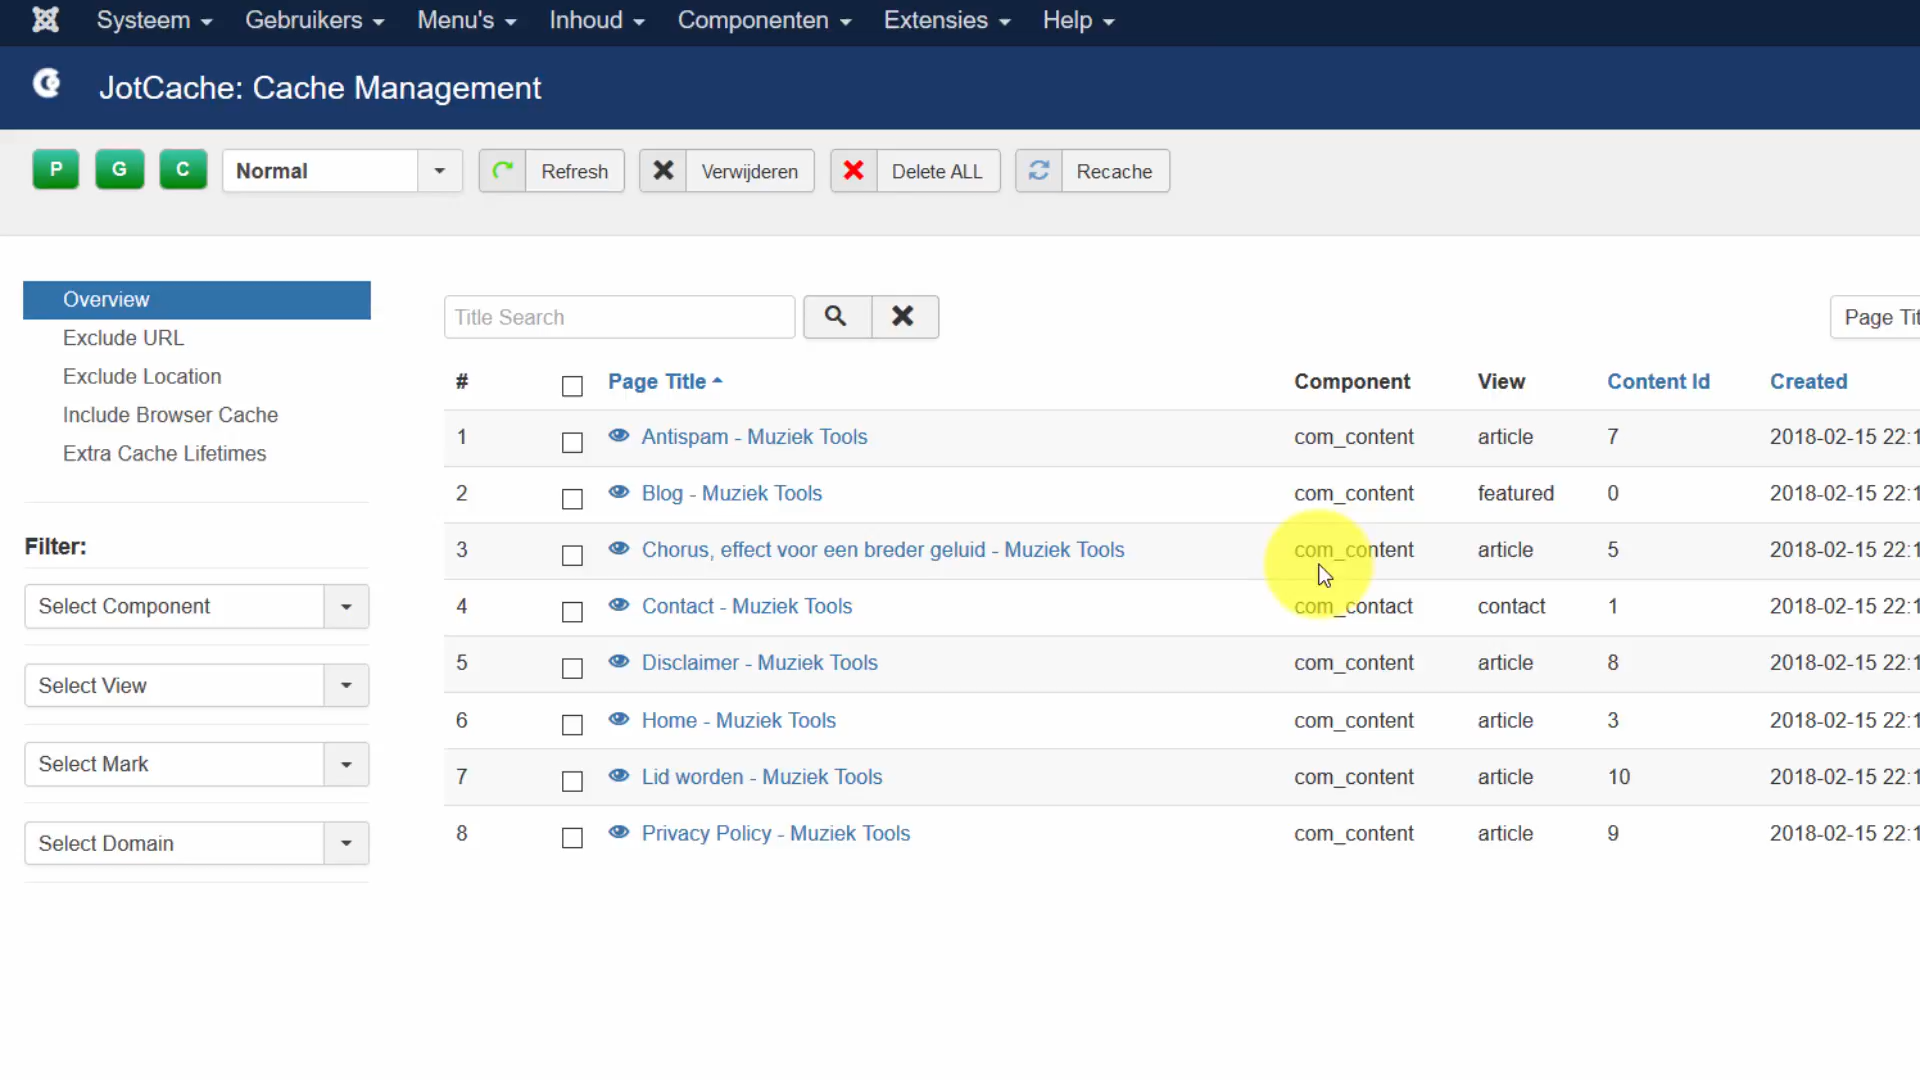 Systeem Gebruikers Menu's Inhoud Componenten Extensies Help
JotCache: Cache Management
P G C Normal Refresh Verwijderen Delete ALL Recache
Overview
Exclude URL
Exclude Location
Include Browser Cache
Extra Cache Lifetimes
Filter:
Select Component
Select View
Select Mark
Select Domain
Title Search
Page Tit
# Page Title Component View Content Id Created
1 Antispam - Muziek Tools com_content article 7 2018-02-15 22:1
2 Blog - Muziek Tools com_content featured 0 2018-02-15 22:1
3 Chorus, effect voor een breder geluid - Muziek Tools com_content article 5 2018-02-15 22:1
4 Contact - Muziek Tools com_contact contact 1 2018-02-15 22:1
5 Disclaimer - Muziek Tools com_content article 8 2018-02-15 22:1
6 Home - Muziek Tools com_content article 3 2018-02-15 22:1
7 Lid worden - Muziek Tools com_content article 10 2018-02-15 22:1
8 Privacy Policy - Muziek Tools com_content article 9 2018-02-15 22:1